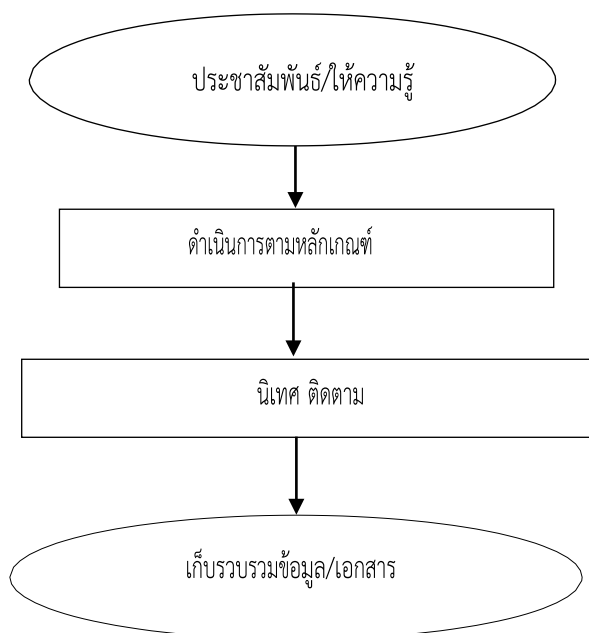 ประชาสัมพันธ์/ให้ความรู้
ดำเนินการตามหลักเกณฑ์
นิเทศ ติดตาม
เก็บรวบรวมข้อมูล/เอกสาร